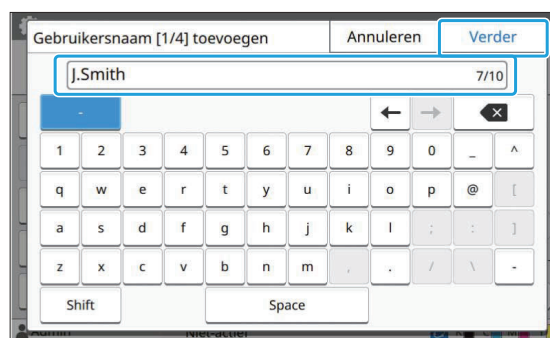 Gebruikersnaam [1/4] toevoegen Annuleren Verder
J.Smith 7/10
-
← →
1 2 3 4 5 6 7 8 9 0 _ ^
q w e r t y u i o p @ [
a s d f g h j k l ; : ]
z x c v b n m , . / \ -
Shift Space
Admin Niet-actief